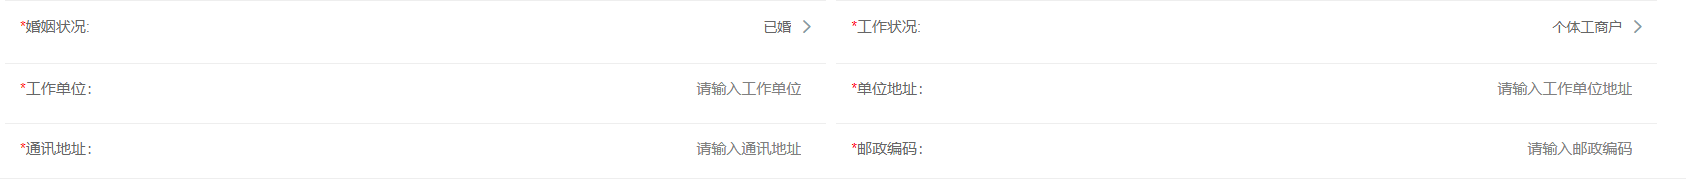 *婚姻状况: 已婚 *工作状况: 个体工商户
*工作单位： 请输入工作单位 *单位地址： 请输入工作单位地址
*通讯地址： 请输入通讯地址 *邮政编码： 请输入邮政编码